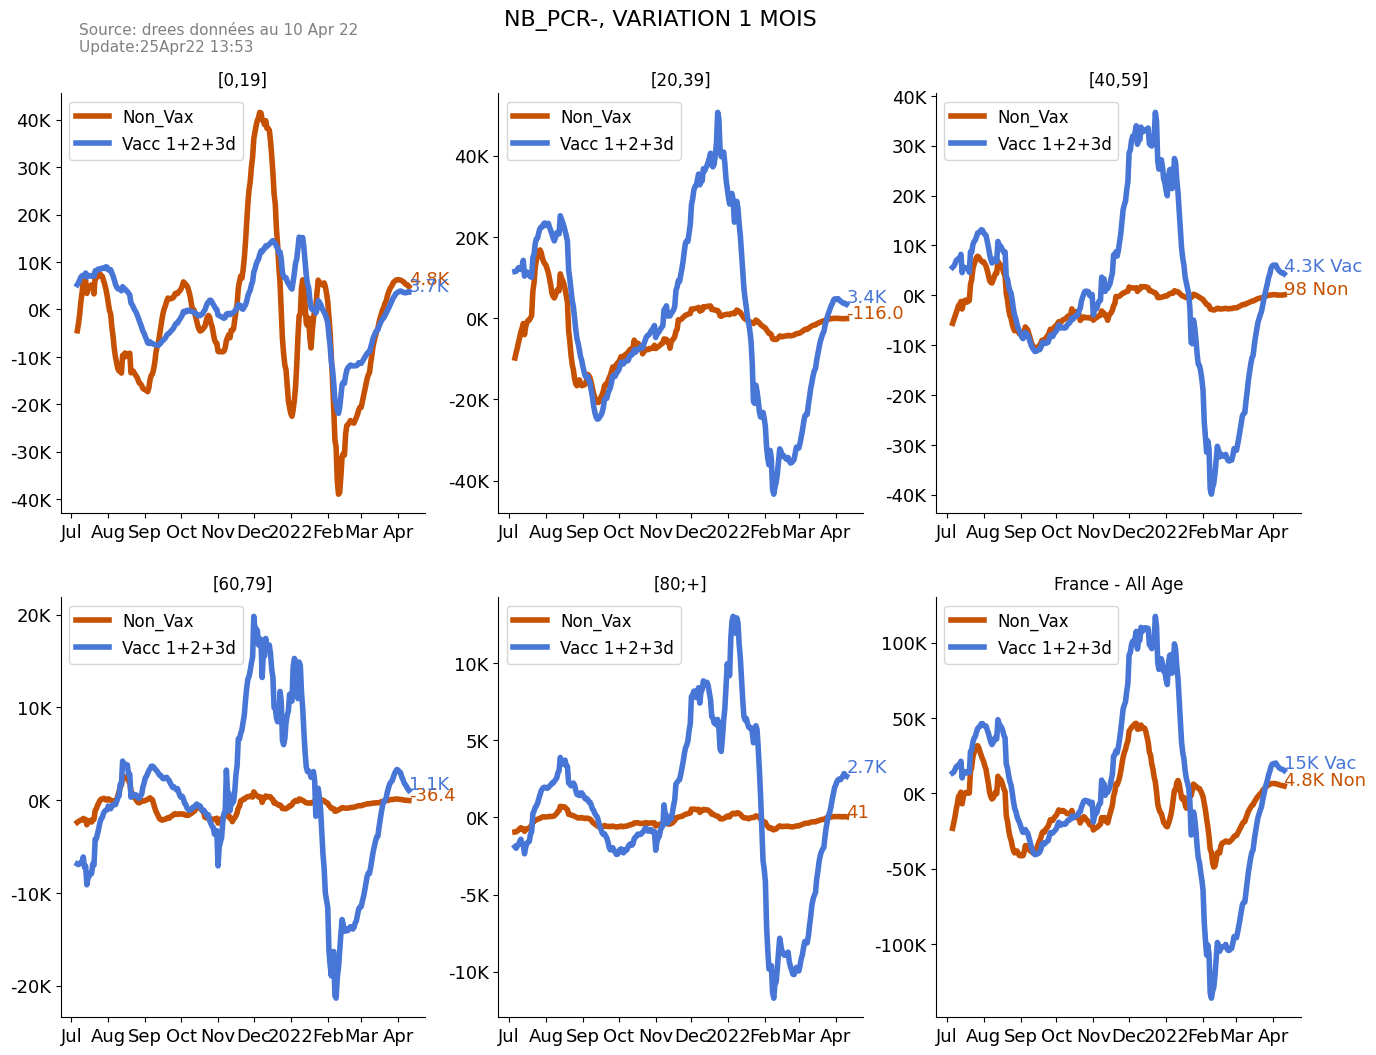 NB_PCR-, VARIATION 1 MOIS
Source: drees données au 10 Apr 22
Update:25Apr22 13:53
[0,19]
Non_Vax
Vacc 1+2+3d
40K
30K
20K
10K
0K
-10K
-20K
-30K
-40K
4.8K
3.7K
Jul Aug Sep Oct Nov Dec 2022 Feb Mar Apr
[20,39]
Non_Vax
Vacc 1+2+3d
40K
20K
0K
-20K
-40K
3.4K
-116.0
Jul Aug Sep Oct Nov Dec 2022 Feb Mar Apr
[40,59]
Non_Vax
Vacc 1+2+3d
40K
30K
20K
10K
0K
-10K
-20K
-30K
-40K
4.3K Vac
98 Non
Jul Aug Sep Oct Nov Dec 2022 Feb Mar Apr
[60,79]
Non_Vax
Vacc 1+2+3d
20K
10K
0K
-10K
-20K
1.1K
-36.4
Jul Aug Sep Oct Nov Dec 2022 Feb Mar Apr
[80;+]
Non_Vax
Vacc 1+2+3d
10K
5K
0K
-5K
-10K
2.7K
41
Jul Aug Sep Oct Nov Dec 2022 Feb Mar Apr
France - All Age
Non_Vax
Vacc 1+2+3d
100K
50K
0K
-50K
-100K
15K Vac
4.8K Non
Jul Aug Sep Oct Nov Dec 2022 Feb Mar Apr